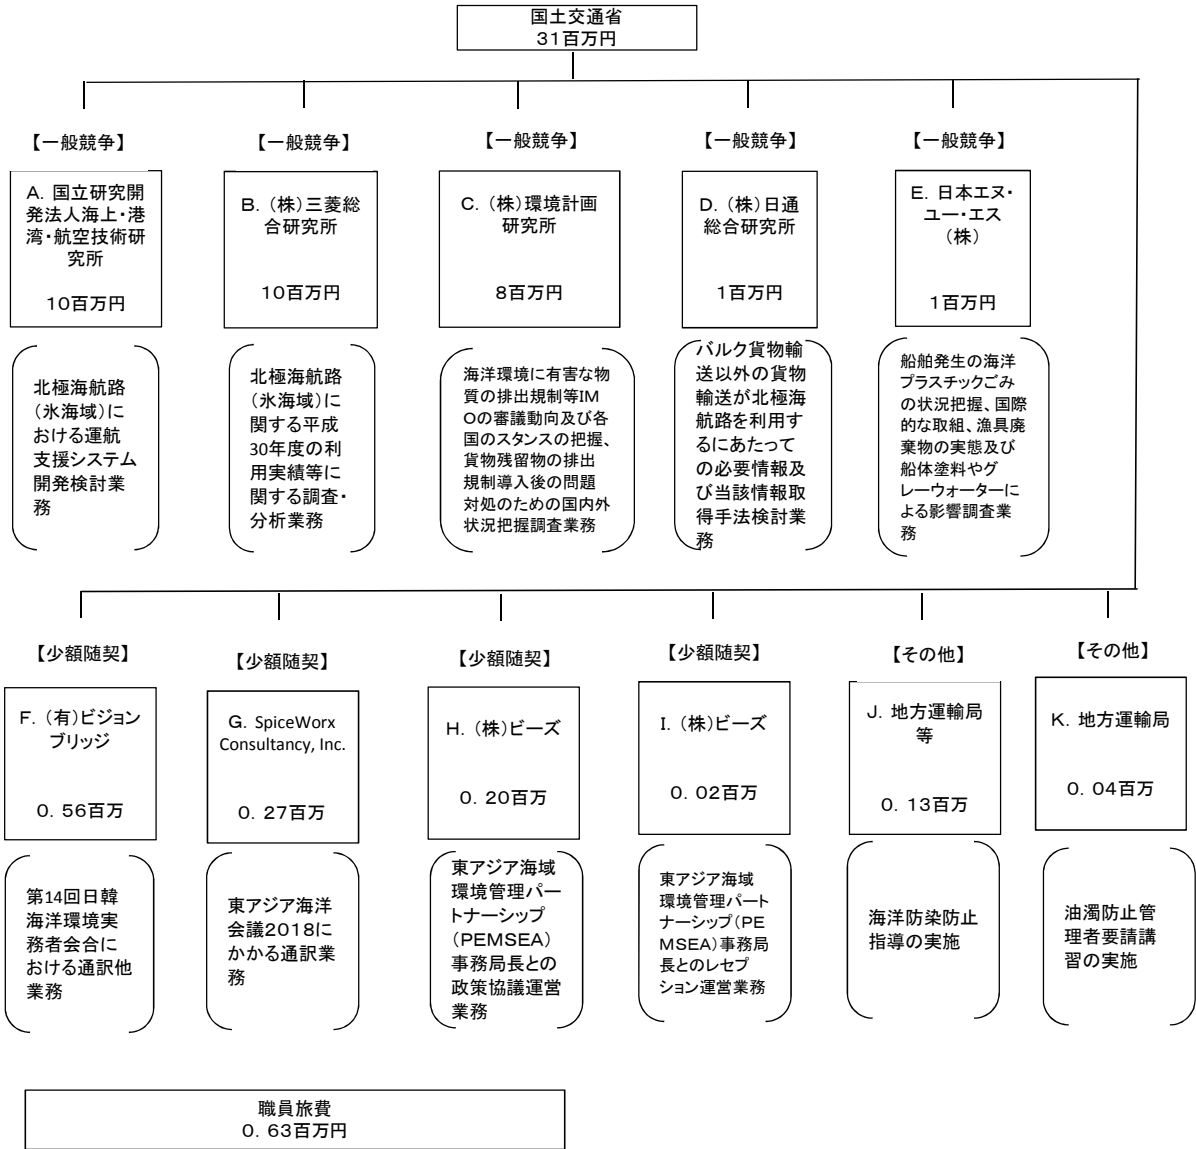 国土交通省
31百万円
【一般競争】
【一般競争】
【一般競争】
【一般競争】
【一般競争】
A. 国立研究開
発法人海上・港
湾・航空技術研
究所
10百万円
B. (株)三菱総
合研究所
10百万円
C. (株)環境計画
研究所
8百万円
D. (株)日通
総合研究所
1百万円
E. 日本エヌ・
ユー・エス
(株)
1百万円
北極海航路
(氷海域)に
おける運航
支援システム
開発検討業
務
北極海航路
(氷海域)に
関する平成
30年度の利
用実績等に
関する調査・
分析業務
海洋環境に有害な物
質の排出規制等IM
Oの審議動向及び各
国のスタンスの把握、
貨物残留物の排出
規制導入後の問題
対処のための国内外
状況把握調査業務
バルク貨物輸
送以外の貨物
輸送が北極海
航路を利用す
るにあたって
の必要情報及
び当該情報取
得手法検討業
務
船舶発生の海洋
プラスチックごみ
の状況把握、国際
的な取組、漁具廃
棄物の実態及び
船体塗料やグ
レーウォーターに
よる影響調査業
務
【少額随契】
【少額随契】
【少額随契】
【少額随契】
【その他】
【その他】
F. (有)ビジョン
ブリッジ
0. 56百万
G. SpiceWorx
Consultancy, Inc.
0. 27百万
H. (株)ビーズ
0. 20百万
I. (株)ビーズ
0. 02百万
J. 地方運輸局
等
0. 13百万
K. 地方運輸局
0. 04百万
第14回日韓
海洋環境実
務者会合に
おける通訳他
業務
東アジア海洋
会議2018に
かかる通訳業
務
東アジア海域
環境管理パー
トナーシップ
(PEMSEA)
事務局長との
政策協議運営
業務
東アジア海域
環境管理パート
ナーシップ(PE
MSEA)事務局
長とのレセプ
ション運営業務
海洋防染防止
指導の実施
油濁防止管
理者要請講
習の実施
職員旅費
0. 63百万円